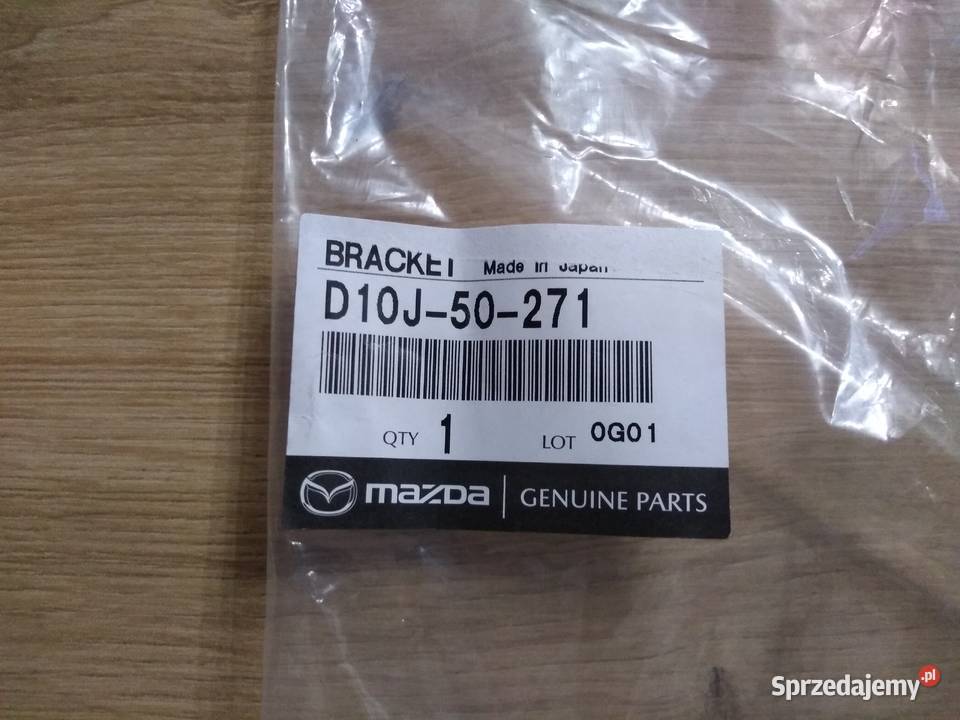 BRACKET Made in Japan
D10J-50-271
QTY 1 LOT 0G01
mazda GENUINE PARTS
Sprzedajemy.pl